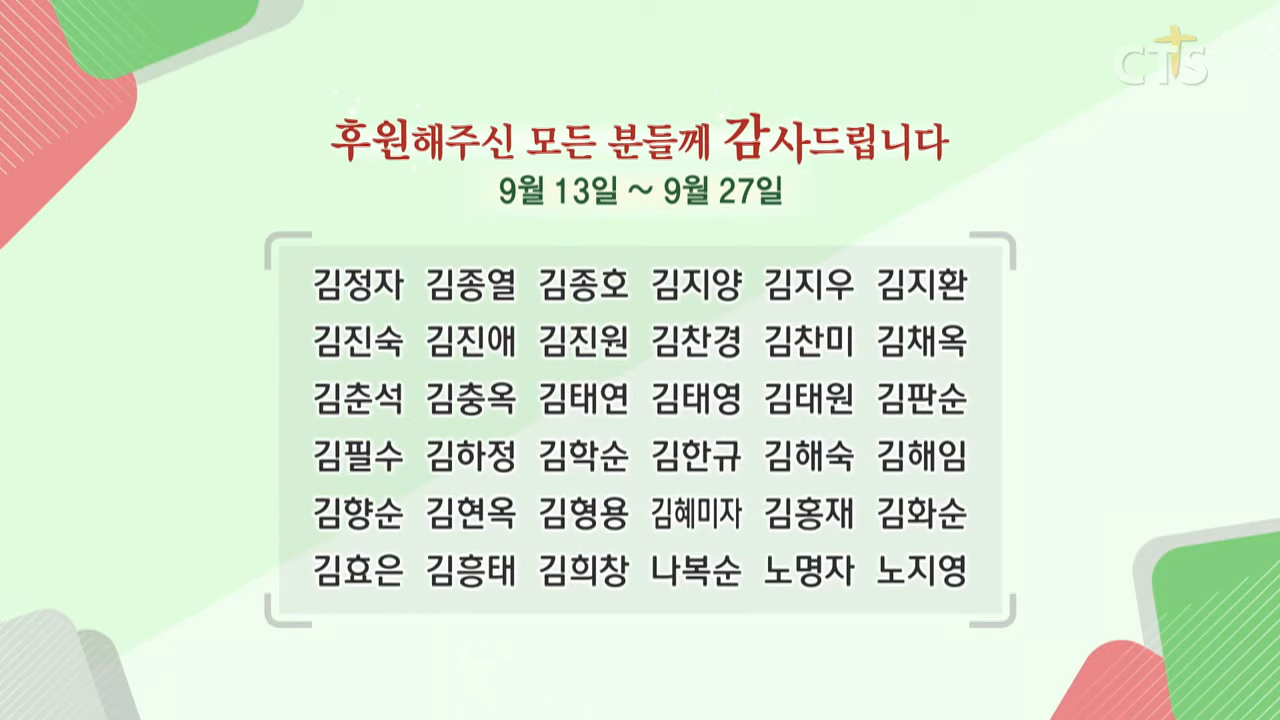 CTS
후원해주신 모든 분들께 감사드립니다
9월 13일 ~ 9월 27일
김정자 김종열 김종호 김지양 김지우 김지환
김진숙 김진애 김진원 김찬경 김찬미 김채옥
김춘석 김충옥 김태연 김태영 김태원 김판순
김필수 김하정 김학순 김한규 김해숙 김해임
김향순 김현옥 김형용 김혜미자 김홍재 김화순
김효은 김흥태 김희창 나복순 노명자 노지영